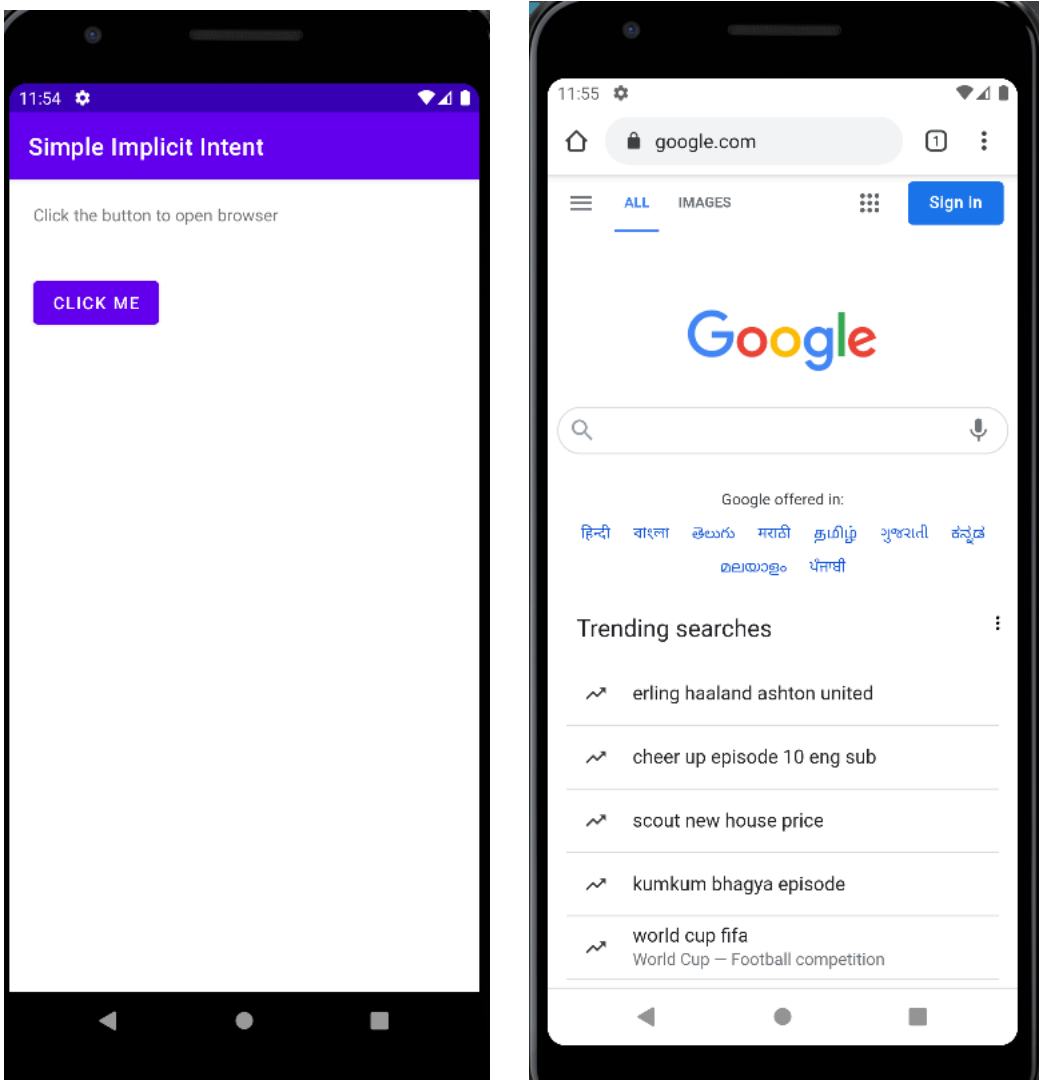 11:54
Simple Implicit Intent
Click the button to open browser
CLICK ME
11:55
google.com
1
ALL IMAGES
Sign in
Google
Google offered in:
हिन्दी বাংলা తెలుగు मराठी தமிழ் ગુજરાતી ಕನ್ನಡ
മലയാളം ਪੰਜਾਬੀ
Trending searches
erling haaland ashton united
cheer up episode 10 eng sub
scout new house price
kumkum bhagya episode
world cup fifa
World Cup — Football competition